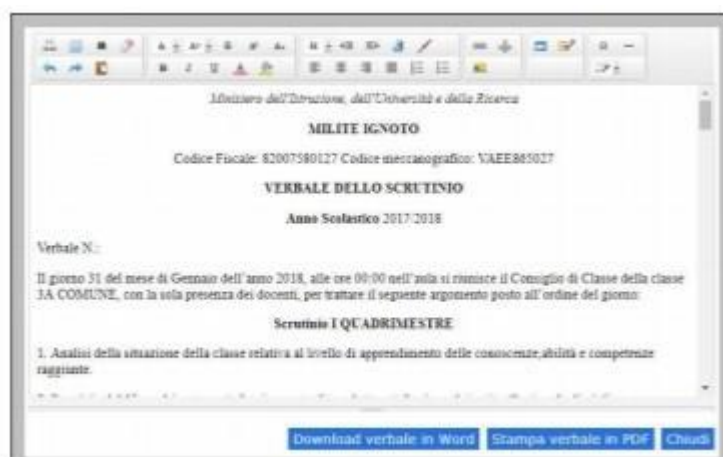 Ministero dell'Istruzione, dell'Università e della Ricerca
MILITE IGNOTO
Codice Fiscale: 82007580127 Codice meccanografico: VAEE865027
VERBALE DELLO SCRUTINIO
Anno Scolastico 2017/2018
Verbale N.:
Il giorno 31 del mese di Gennaio dell'anno 2018, alle ore 00:00 nell'aula si riunisce il Consiglio di Classe della classe
3A COMUNE, con la sola presenza dei docenti, per trattare il seguente argomento posto all'ordine del giorno:
Scrutinio I QUADRIMESTRE
1. Analisi della situazione della classe relativa al livello di apprendimento delle conoscenze,abilità e competenze
raggiunte.
Download verbale in Word Stampa verbale in PDF Chiudi